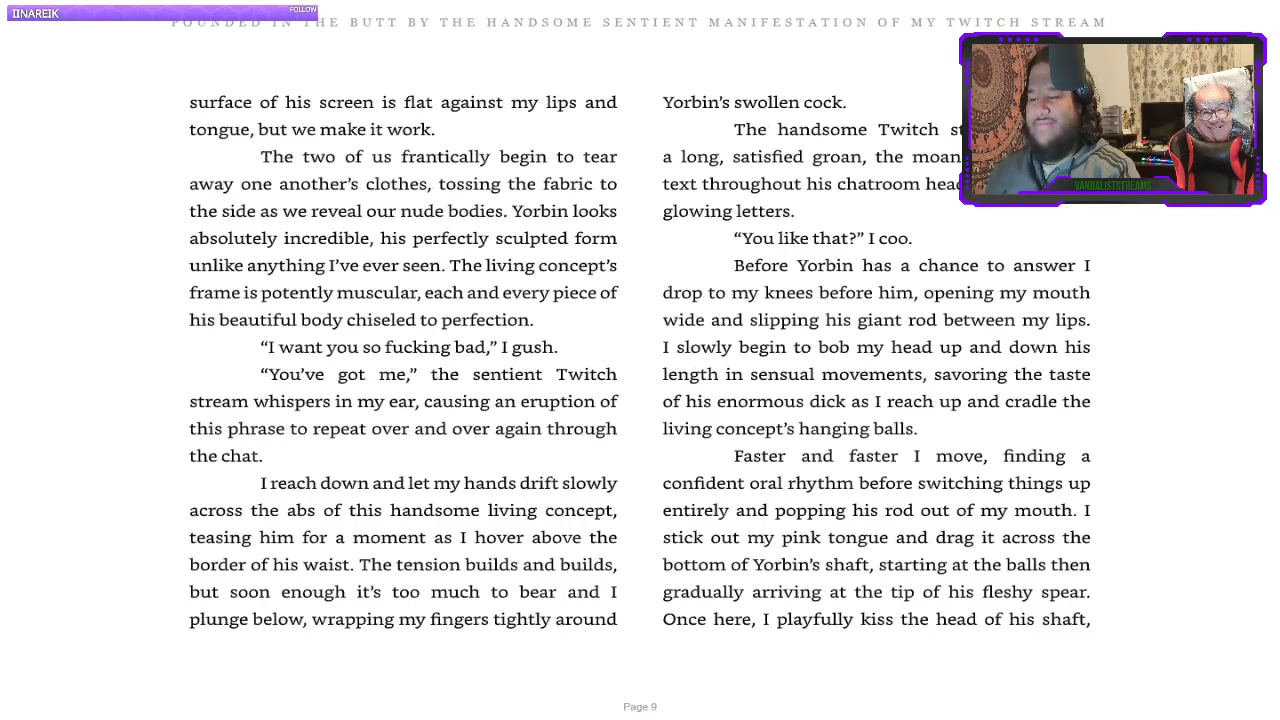 IINAREIK
FOLLOW
POUNDED IN THE BUTT BY THE HANDSOME SENTIENT MANIFESTATION OF MY TWITCH STREAM
surface of his screen is flat against my lips and
tongue, but we make it work.
The two of us frantically begin to tear
away one another’s clothes, tossing the fabric to
the side as we reveal our nude bodies. Yorbin looks
absolutely incredible, his perfectly sculpted form
unlike anything I’ve ever seen. The living concept’s
frame is potently muscular, each and every piece of
his beautiful body chiseled to perfection.
“I want you so fucking bad,” I gush.
“You’ve got me,” the sentient Twitch
stream whispers in my ear, causing an eruption of
this phrase to repeat over and over again through
the chat.
I reach down and let my hands drift slowly
across the abs of this handsome living concept,
teasing him for a moment as I hover above the
border of his waist. The tension builds and builds,
but soon enough it’s too much to bear and I
plunge below, wrapping my fingers tightly around
Yorbin’s swollen cock.
The handsome Twitch
a long, satisfied groan, the
text throughout his chatroom
glowing letters.
“You like that?” I coo.
Before Yorbin has a chance to answer I
drop to my knees before him, opening my mouth
wide and slipping his giant rod between my lips.
I slowly begin to bob my head up and down his
length in sensual movements, savoring the taste
of his enormous dick as I reach up and cradle the
living concept’s hanging balls.
Faster and faster I move, finding a
confident oral rhythm before switching things up
entirely and popping his rod out of my mouth. I
stick out my pink tongue and drag it across the
bottom of Yorbin’s shaft, starting at the balls then
gradually arriving at the tip of his fleshy spear.
Once here, I playfully kiss the head of his shaft,
VANDALISTSTREAMS
Page 9